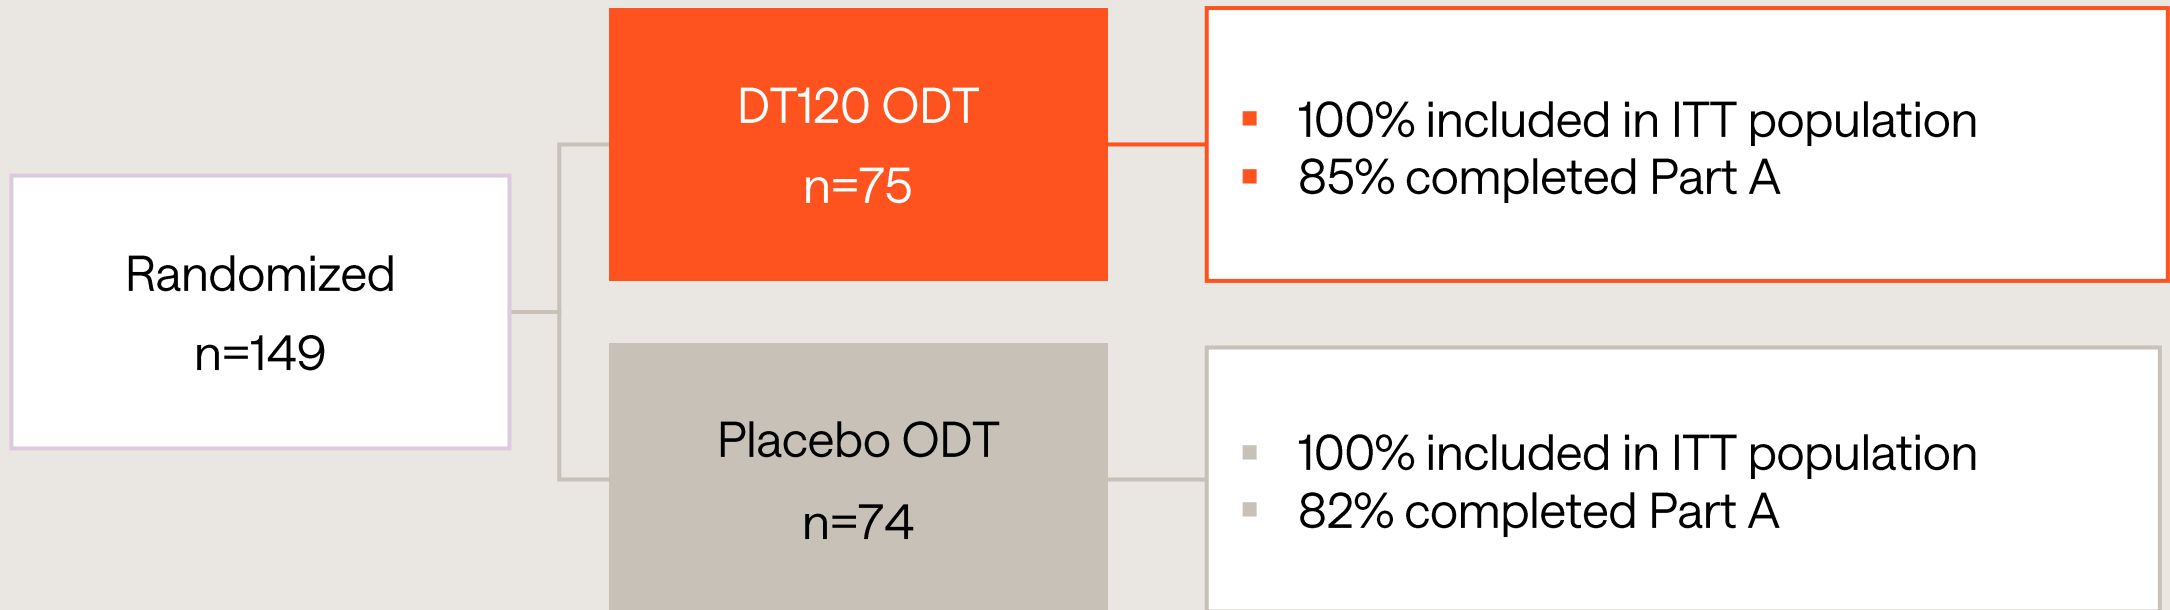 Randomized
n=149
DT120 ODT
n=75
100% included in ITT population
85% completed Part A
Placebo ODT
n=74
100% included in ITT population
82% completed Part A